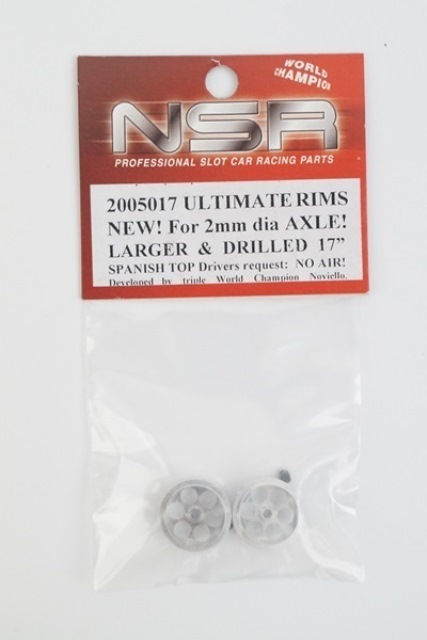 WORLD
CHAMPION
NSR
PROFESSIONAL SLOT CAR RACING PARTS
2005017 ULTIMATE RIMS
NEW! For 2mm dia AXLE!
LARGER & DRILLED 17”
SPANISH TOP Drivers request: NO AIR!
Developed by triple World Champion Noviello.